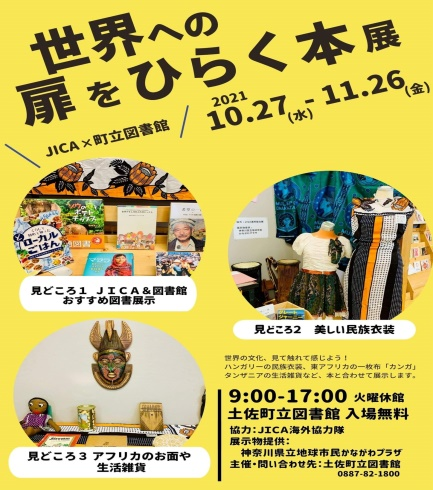 世界への
扉をひらく本展
2021
10.27(水)-11.26(金)
JICA×町立図書館
ローカル
ごはん
見どころ1 JICA&図書館
おすすめ図書展示
見どころ2 美しい民族衣装
世界の文化、見て触れて感じよう!
ハンガリーの民族衣装、東アフリカの一枚布「カンガ」
タンザニアの生活雑貨など、本と合わせて展示します。
見どころ3 アフリカのお面や
生活雑貨
9:00-17:00 火曜休館
土佐町立図書館 入場無料
協力:JICA海外協力隊
展示物提供:
神奈川県立地球市民かながわプラザ
主催・問い合わせ先:土佐町立図書館
0887-82-1800